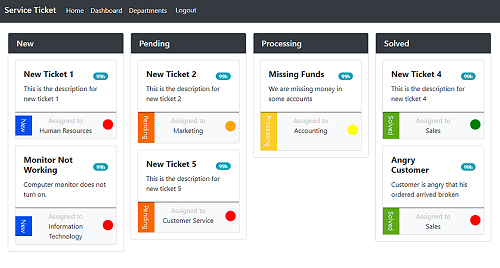 Service Ticket Home Dashboard Departments Logout
New
New Ticket 1 99h
This is the description for
new ticket 1
New
Assigned to
Human Resources
Monitor Not
Working 99h
Computer monitor does not
turn on.
New
Assigned to
Information
Technology
Pending
New Ticket 2 99h
This is the description for
new ticket 2
Pending
Assigned to
Marketing
New Ticket 5 99h
This is the description for
new ticket 5
Pending
Assigned to
Customer Service
Processing
Missing Funds 99h
We are missing money in
some accounts
Processing
Assigned to
Accounting
Solved
New Ticket 4 99h
This is the description for
new ticket 4
Solved
Assigned to
Sales
Angry
Customer 99h
Customer is angry that his
ordered arrived broken
Solved
Assigned to
Sales